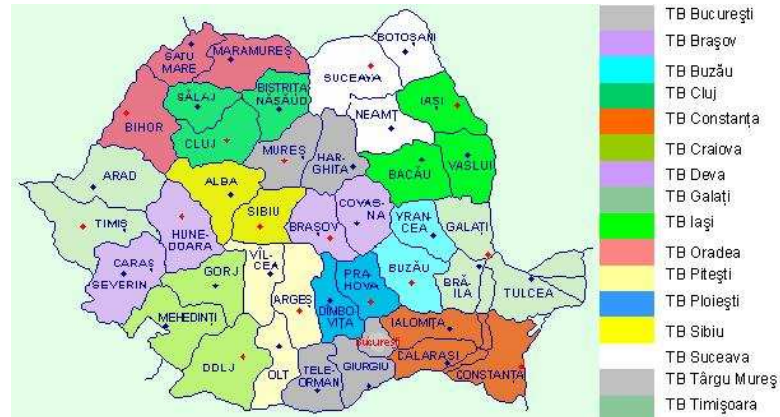 SATU
MARE
MARAMUREŞ
BOTOŞANI
SUCEAVA
SĂLAJ
BISTRIŢA
NĂSĂUD
IAŞI
BIHOR
CLUJ
NEAMŢ
MUREŞ
HAR-
GHITA
BACĂU
VASLUI
ARAD
ALBA
TIMIŞ
HUNE-
DOARA
SIBIU
BRAŞOV
COVAS-
NA
VRAN-
CEA
GALAŢI
CARAŞ
SEVERIN
GORJ
VÎL-
CEA
ARGEŞ
PRA-
HOVA
BUZĂU
BRĂ-
ILA
TULCEA
MEHEDINŢI
DÎMBO-
VIŢA
IALOMIŢA
Bucureşti
DDLJ
OLT
TELE-
ORMAN
GIURGIU
CALARAŞI
CONSTANŢA
TB Bucureşti
TB Braşov
TB Buzău
TB Cluj
TB Constanţa
TB Craiova
TB Deva
TB Galaţi
TB Iaşi
TB Oradea
TB Piteşti
TB Ploieşti
TB Sibiu
TB Suceava
TB Târgu Mureş
TB Timişoara